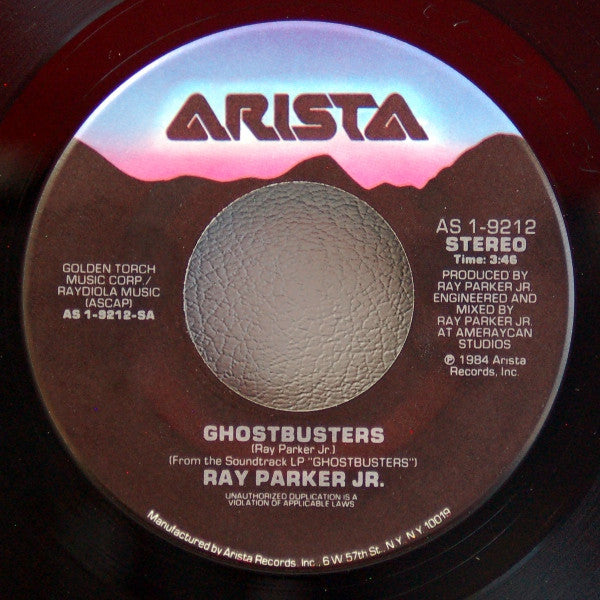 ARISTA
AS 1-9212
STEREO
Time: 3:46
PRODUCED BY
RAY PARKER JR.
ENGINEERED AND
MIXED BY
RAY PARKER JR.
AT AMERAYCAN
STUDIOS
℗ 1984 Arista
Records, Inc.
GOLDEN TORCH
MUSIC CORP./
RAYDIOLA MUSIC
(ASCAP)
AS 1-9212-SA
GHOSTBUSTERS
(Ray Parker Jr.)
(From the Soundtrack LP "GHOSTBUSTERS")
RAY PARKER JR.
UNAUTHORIZED DUPLICATION IS A
VIOLATION OF APPLICABLE LAWS
Manufactured by Arista Records, Inc., 6 W. 57th St., N.Y., N.Y. 10019